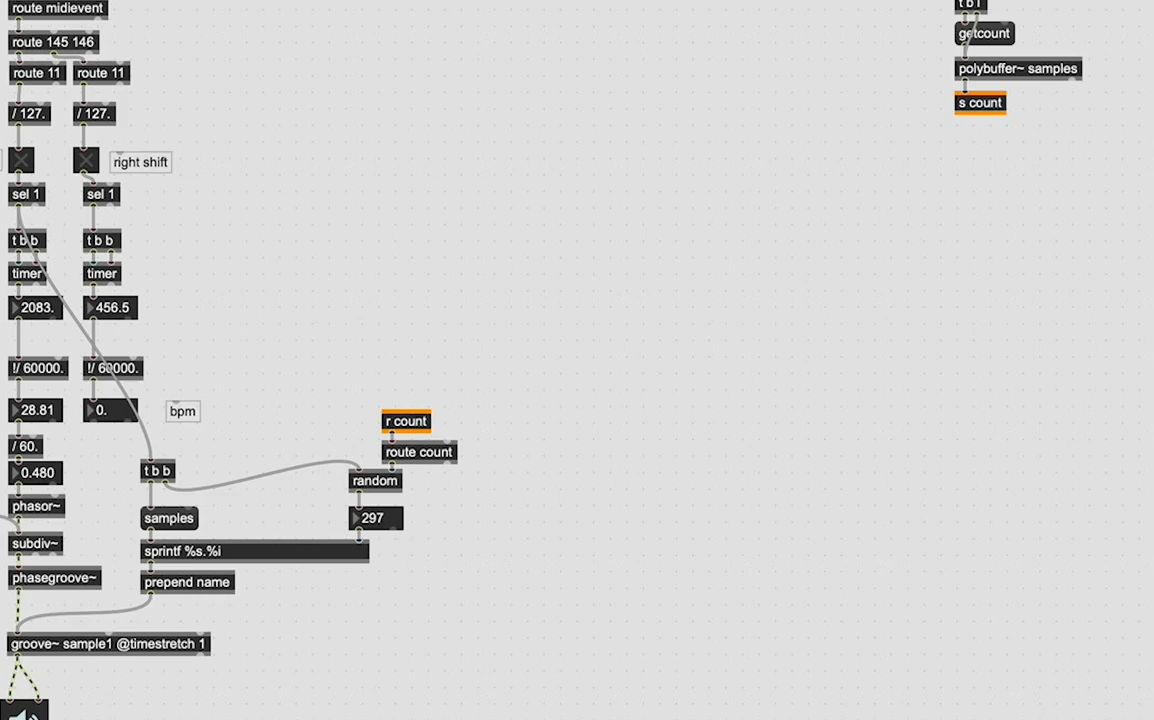 route midievent
route 145 146
route 11
route 11
/ 127.
/ 127.
right shift
sel 1
sel 1
t b b
t b b
timer
timer
2083.
456.5
!/ 60000.
!/ 60000.
28.81
0.
bpm
/ 60.
0.480
phasor~
subdiv~
phasegroove~
t b b
samples
sprintf %s.%i
prepend name
groove~ sample1 @timestretch 1
r count
route count
random
297
t b l
getcount
polybuffer~ samples
s count